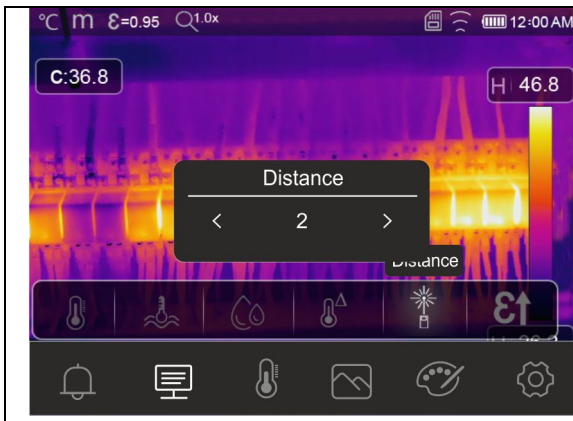 °C m ε=0.95 1.0x 12:00 AM
C:36.8
H 46.8
Distance
< 2 >
Distance
ε↑